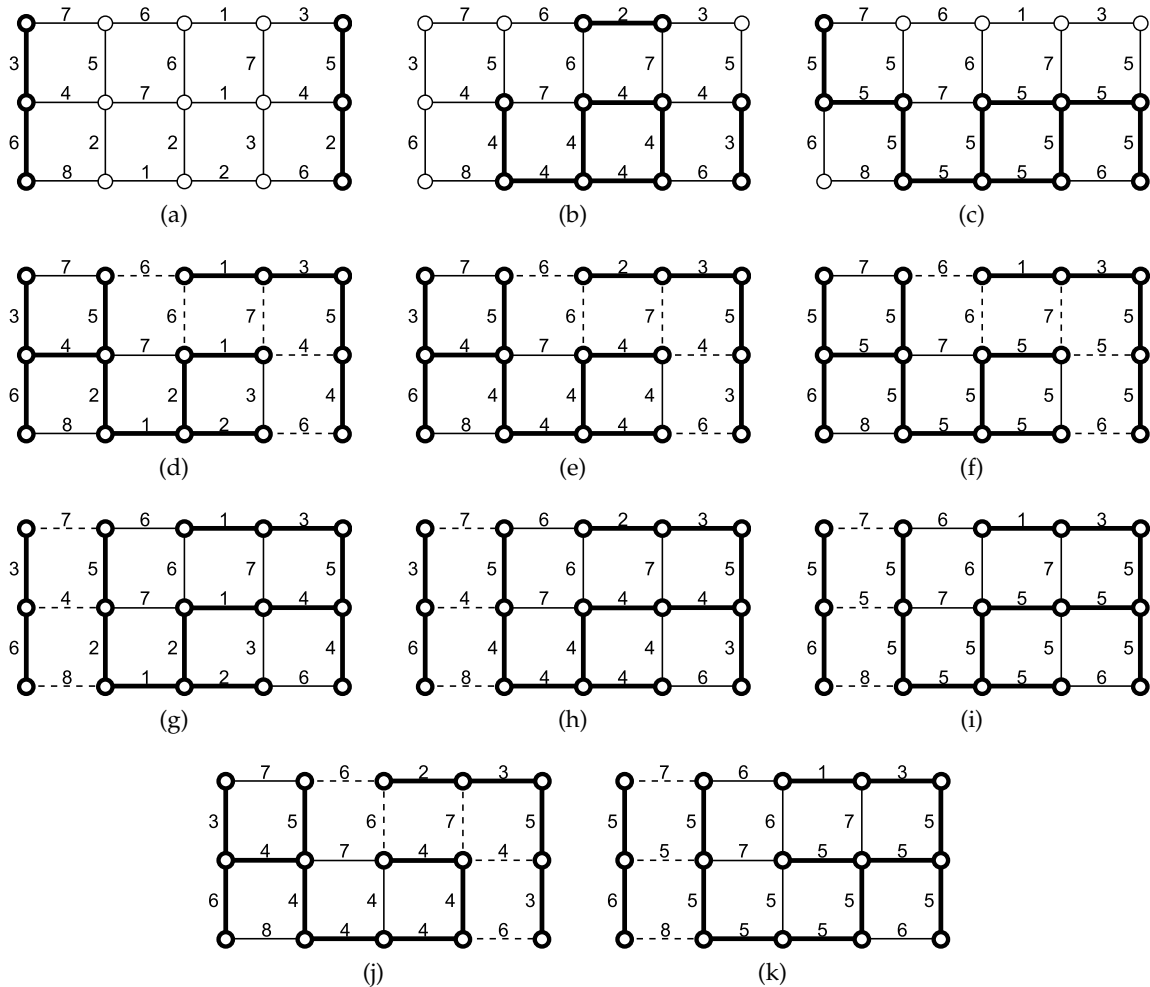 7 6 1 3 7 6 2 3 7 6 1 3
3 5 6 7 5 3 5 6 7 5 5 5 6 7 5
4 7 1 4 4 7 4 4 5 7 5 5
6 2 2 3 2 6 4 4 4 3 6 5 5 5 5
8 1 2 6 8 4 4 6 8 5 5 6
(a) (b) (c)
7 6 1 3 7 6 2 3 7 6 1 3
3 5 6 7 5 3 5 6 7 5 5 5 6 7 5
4 7 1 4 4 7 4 4 5 7 5 5
6 2 2 3 4 6 4 4 4 3 6 5 5 5 5
8 1 2 6 8 4 4 6 8 5 5 6
(d) (e) (f)
7 6 1 3 7 6 2 3 7 6 1 3
3 5 6 7 5 3 5 6 7 5 5 5 6 7 5
4 7 1 4 4 7 4 4 5 7 5 5
6 2 2 3 4 6 4 4 4 3 6 5 5 5 5
8 1 2 6 8 4 4 6 8 5 5 6
(g) (h) (i)
7 6 2 3 7 6 1 3
3 5 6 7 5 5 5 6 7 5
4 7 4 4 5 7 5 5
6 4 4 4 3 6 5 5 5 5
8 4 4 6 8 5 5 6
(j) (k)